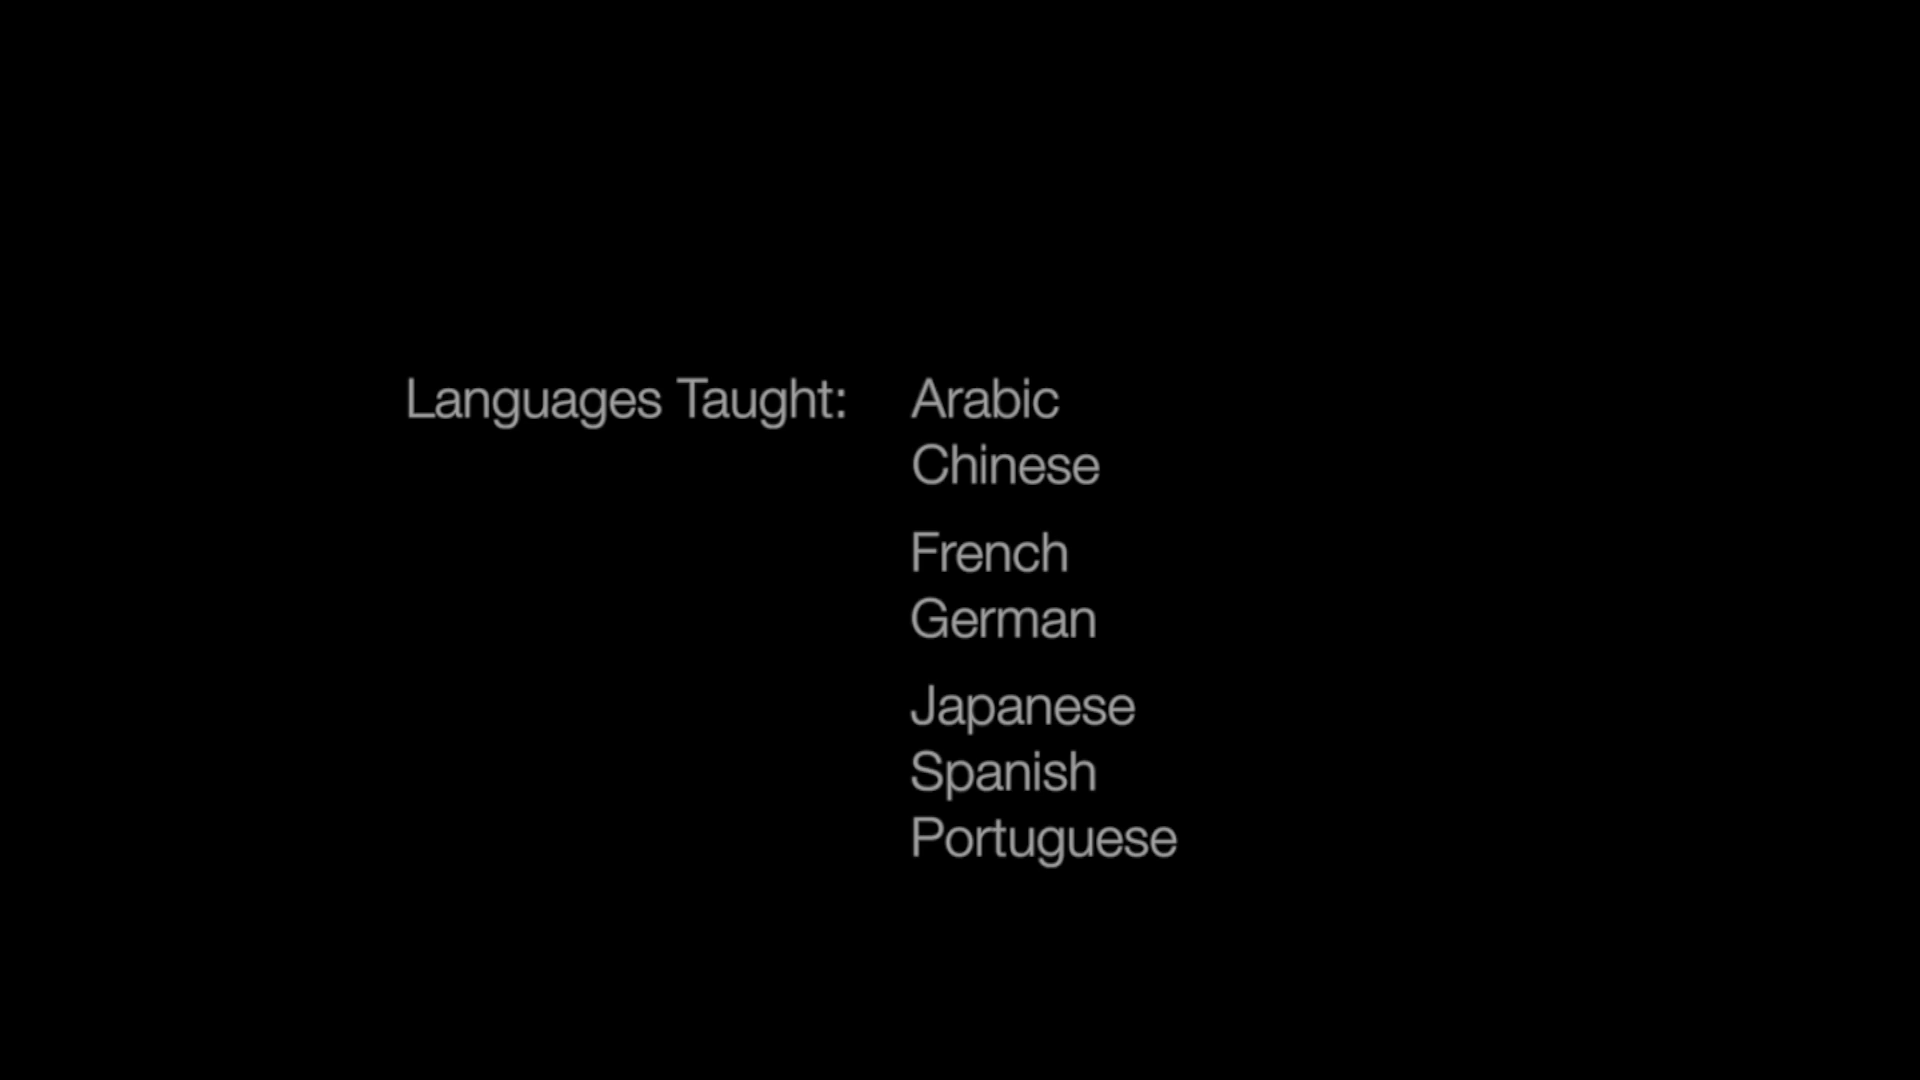 Languages Taught: Arabic
Chinese
French
German
Japanese
Spanish
Portuguese